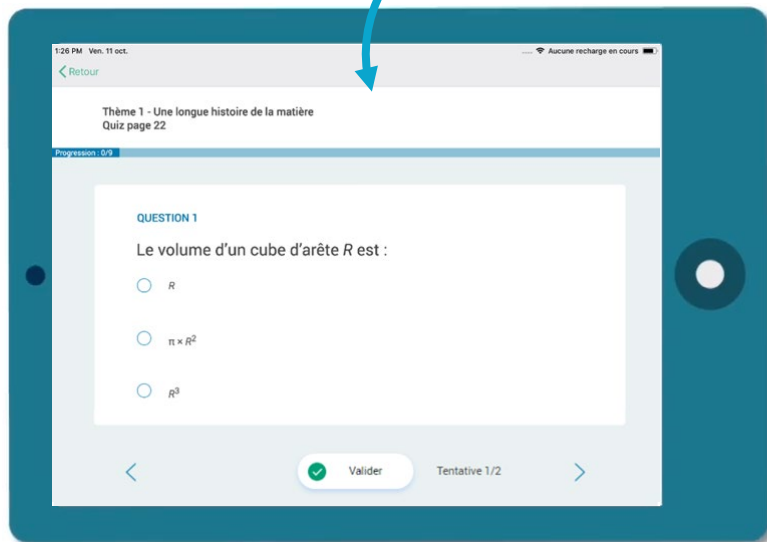 1:26 PM Ven. 11 oct. Aucune recharge en cours
Retour
Thème 1 - Une longue histoire de la matière
Quiz page 22
Progression : 0/9
QUESTION 1
Le volume d'un cube d'arête R est :
R
π × R²
R³
Valider Tentative 1/2